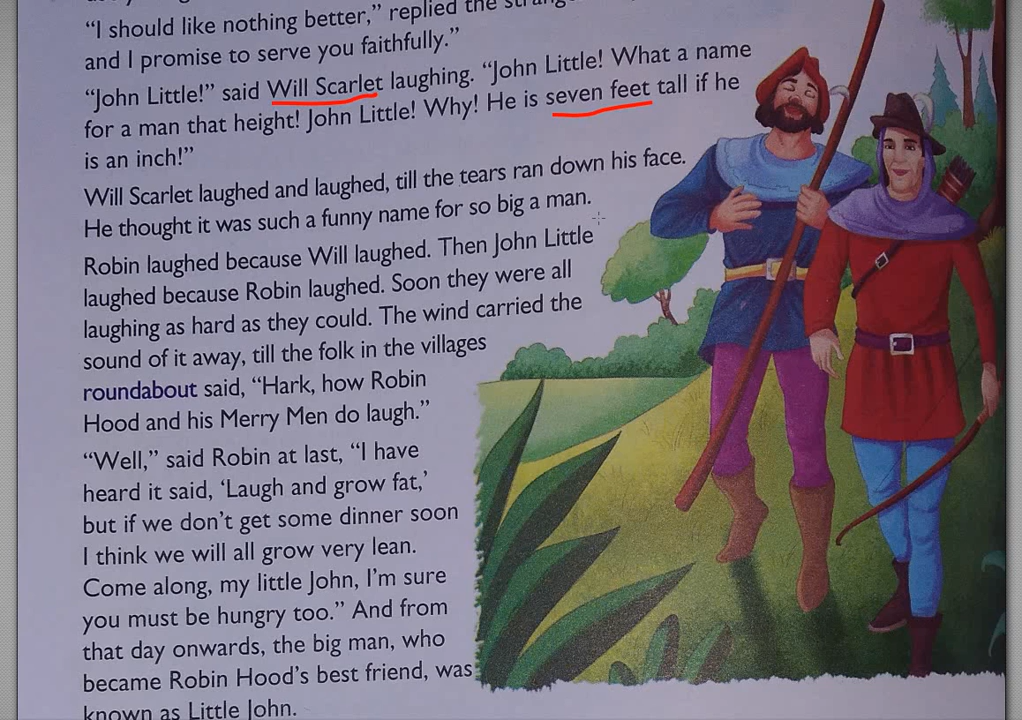 "I should like nothing better," replied the
and I promise to serve you faithfully."
"John Little!" said Will Scarlet laughing. "John Little! What a name
for a man that height! John Little! Why! He is seven feet tall if he
is an inch!"
Will Scarlet laughed and laughed, till the tears ran down his face.
He thought it was such a funny name for so big a man.
Robin laughed because Will laughed. Then John Little
laughed because Robin laughed. Soon they were all
laughing as hard as they could. The wind carried the
sound of it away, till the folk in the villages
roundabout said, "Hark, how Robin
Hood and his Merry Men do laugh."
"Well," said Robin at last, "I have
heard it said, 'Laugh and grow fat,'
but if we don't get some dinner soon
I think we will all grow very lean.
Come along, my little John, I'm sure
you must be hungry too." And from
that day onwards, the big man, who
became Robin Hood's best friend, was
known as Little John.